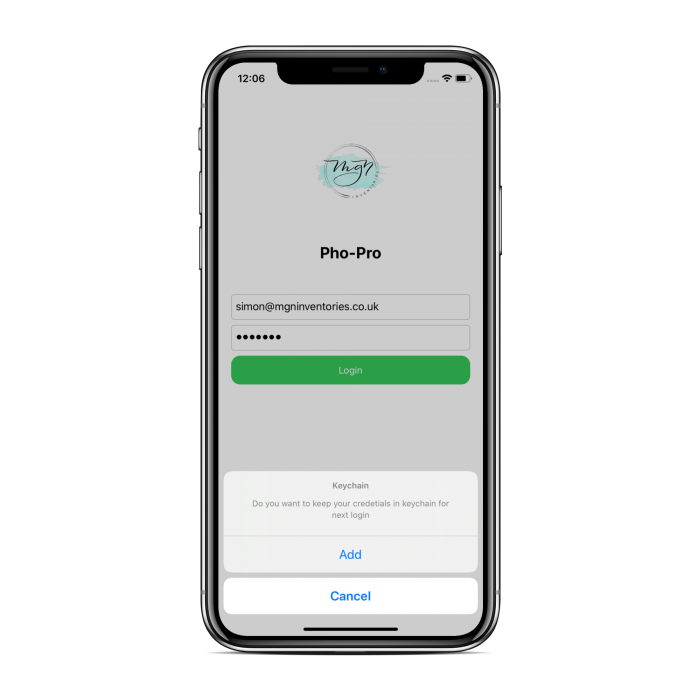 12:06
mgn
Pho-Pro
simon@mgninventories.co.uk
•••••••
Login
Keychain
Do you want to keep your credetials in keychain for
next login
Add
Cancel